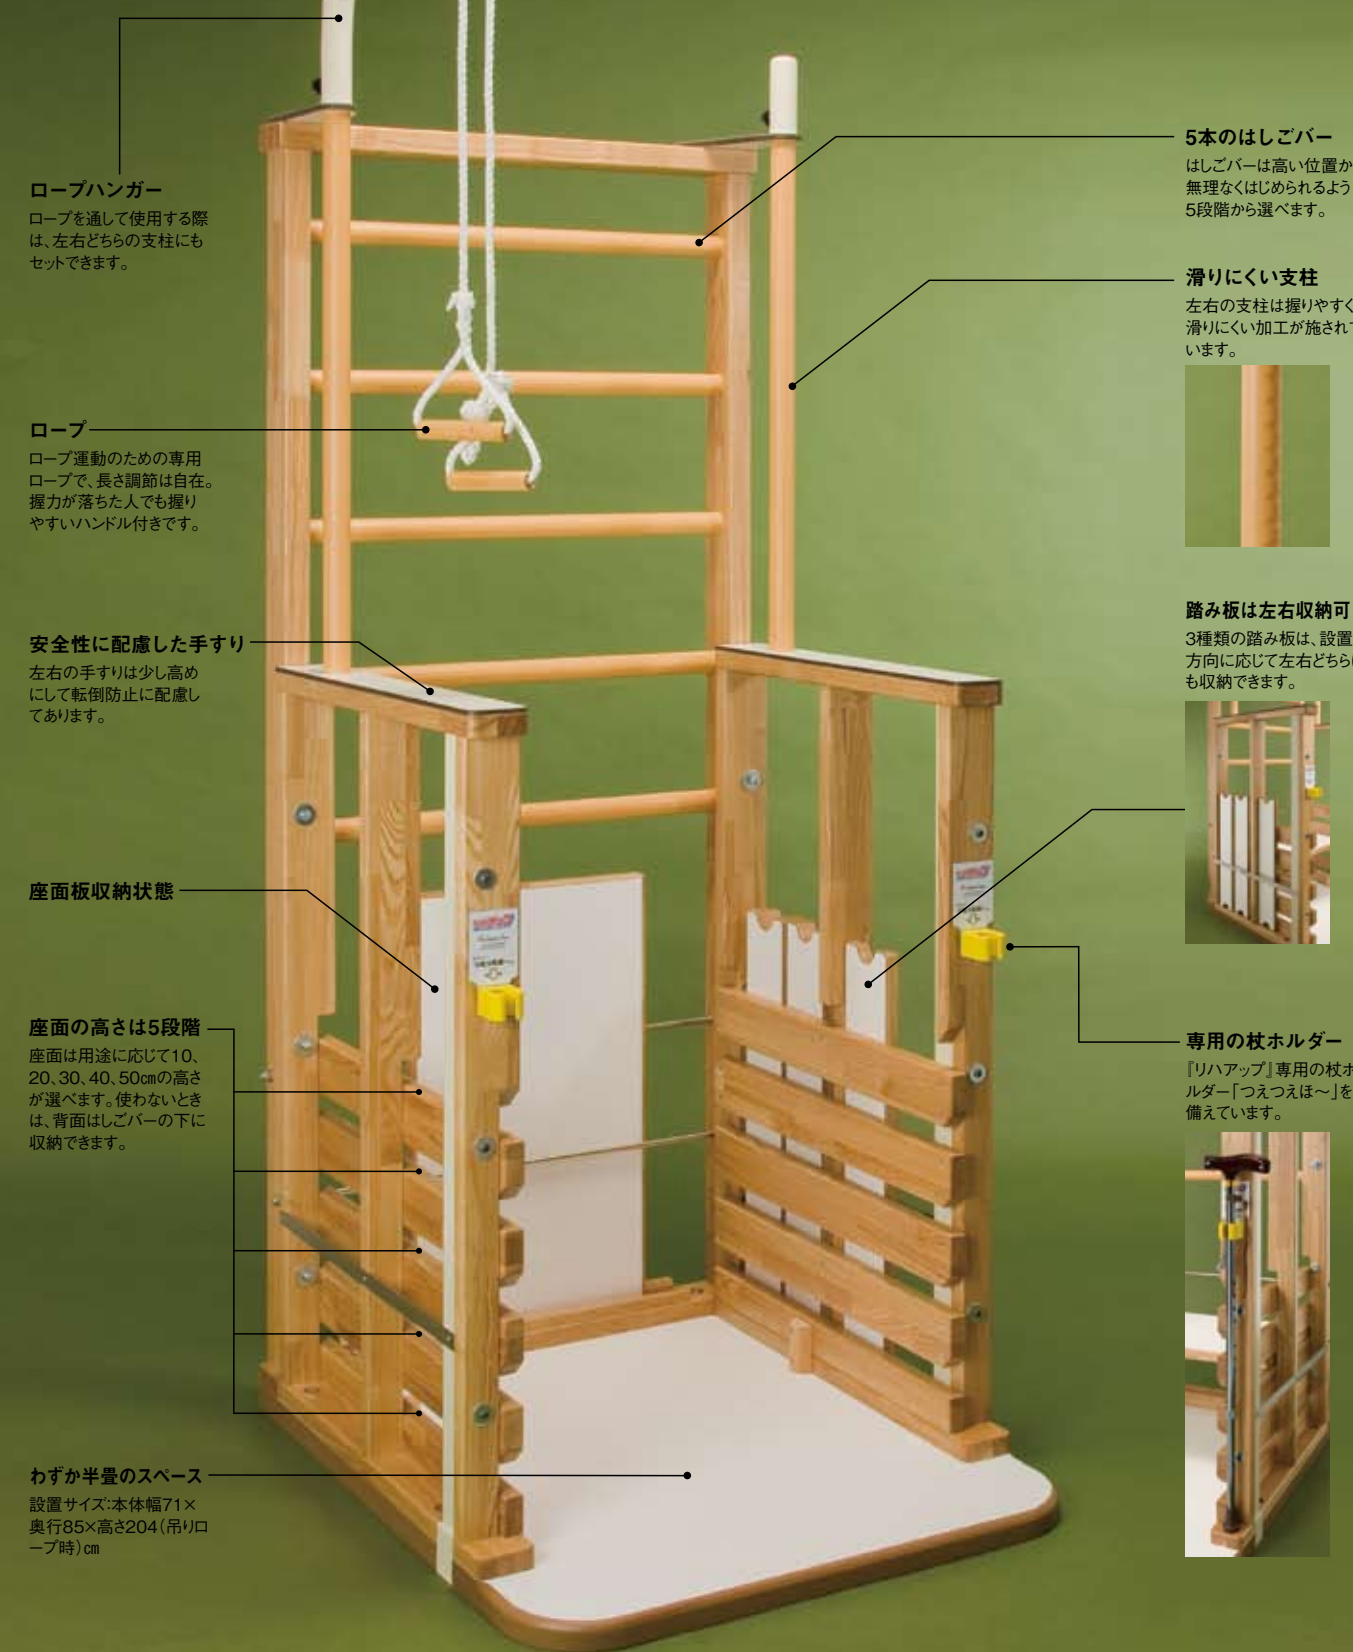 ロープハンガー
ロープを通して使用する際
は、左右どちらの支柱にも
セットできます。
ロープ
ロープ運動のための専用
ロープで、長さ調節は自在。
握力が落ちた人でも握り
やすいハンドル付きです。
安全性に配慮した手すり
左右の手すりは少し高め
にして転倒防止に配慮し
てあります。
座面板収納状態
座面の高さは5段階
座面は用途に応じて10、
20、30、40、50㎝の高さ
が選べます。使わないとき
は、背面はしごバーの下に
収納できます。
わずか半畳のスペース
設置サイズ:本体幅71×
奥行85×高さ204(吊りロ
ープ時)㎝
5本のはしごバー
はしごバーは高い位置か
無理なくはじめられるよう
5段階から選べます。
滑りにくい支柱
左右の支柱は握りやすく
滑りにくい加工が施されて
います。
踏み板は左右収納可
3種類の踏み板は、設置
方向に応じて左右どちら
も収納できます。
専用の杖ホルダー
『リハアップ』専用の杖ホ
ルダー「つえつえほ～」を
備えています。